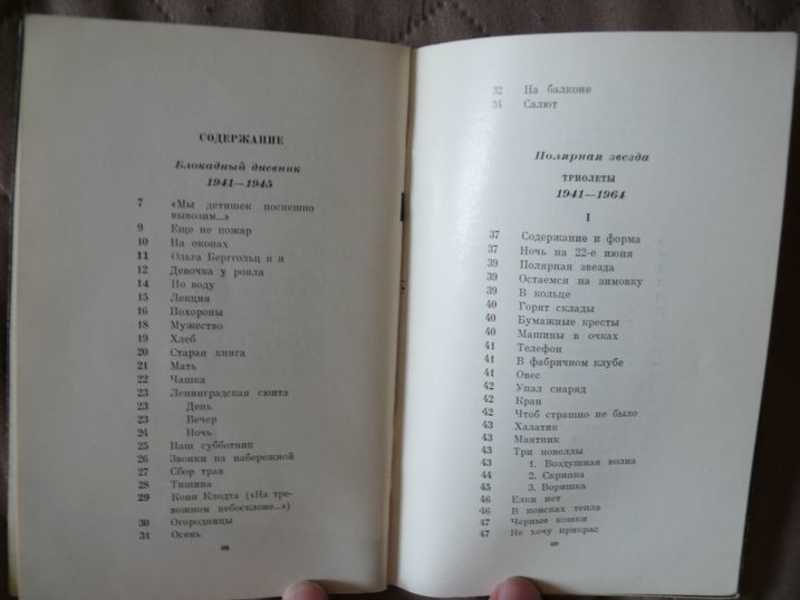 СОДЕРЖАНИЕ
Блокадный дневник
1941—1945
7 «Мы детишек поспешно
вывозим...»
9 Еще не пожар
10 На окопах
11 Ольга Берггольц и я
12 Девочка у рояля
14 По воду
15 Лекция
16 Похороны
18 Мужество
19 Хлеб
20 Старая книга
21 Мать
22 Чашка
23 Ленинградская сюита
23 День
23 Вечер
24 Ночь
25 Наш субботник
26 Звонки на набережной
27 Сбор трав
28 Тишина
29 Кони Клодта («На тре-
вожном небосклоне...»)
30 Огородницы
31 Осень
32 На балконе
34 Салют
Полярная звезда
ТРИОЛЕТЫ
1941—1964
I
37 Содержание и форма
37 Ночь на 22-е июня
39 Полярная звезда
39 Остаемся на зимовку
39 В кольце
40 Горят склады
40 Бумажные кресты
40 Машины в очках
41 Телефон
41 В фабричном клубе
41 Овес
42 Упал снаряд
42 Кран
42 Чтоб страшно не было
43 Халатик
43 Маятник
43 Три новеллы
43 1. Воздушная волна
44 2. Скрипка
45 3. Воришка
46 Елки нет
46 В поисках тепла
47 Черные кошки
47 Не хочу прикрас